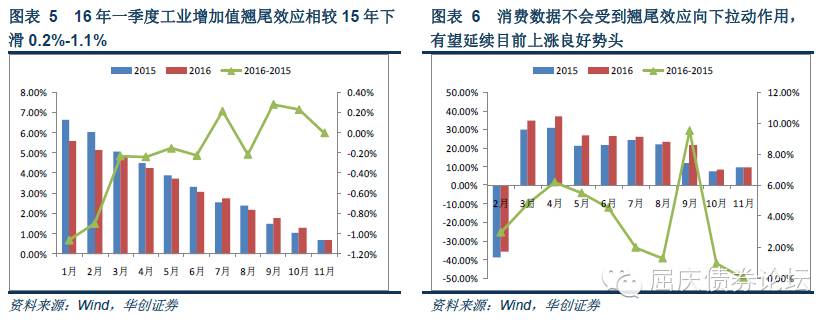 图表 5 16 年一季度工业增加值翘尾效应相较 15 年下
滑 0.2%-1.1%
2015 2016 2016-2015
8.00% 0.40%
7.00% 0.20%
6.00% 0.00%
5.00% -0.20%
4.00% -0.40%
3.00% -0.60%
2.00% -0.80%
1.00% -1.00%
0.00% -1.20%
1月 2月 3月 4月 5月 6月 7月 8月 9月 10月 11月
资料来源：Wind，华创证券
图表 6 消费数据不会受到翘尾效应向下拉动作用，
有望延续目前上涨良好势头
2015 2016 2016-2015
50.00% 12.00%
40.00% 10.00%
30.00% 8.00%
20.00% 6.00%
10.00% 4.00%
0.00% 2.00%
-10.00% 0.00%
-20.00%
-30.00%
-40.00%
-50.00%
2月 3月 4月 5月 6月 7月 8月 9月 10月 11月
屈庆债券论坛
资料来源：Wind，华创证券